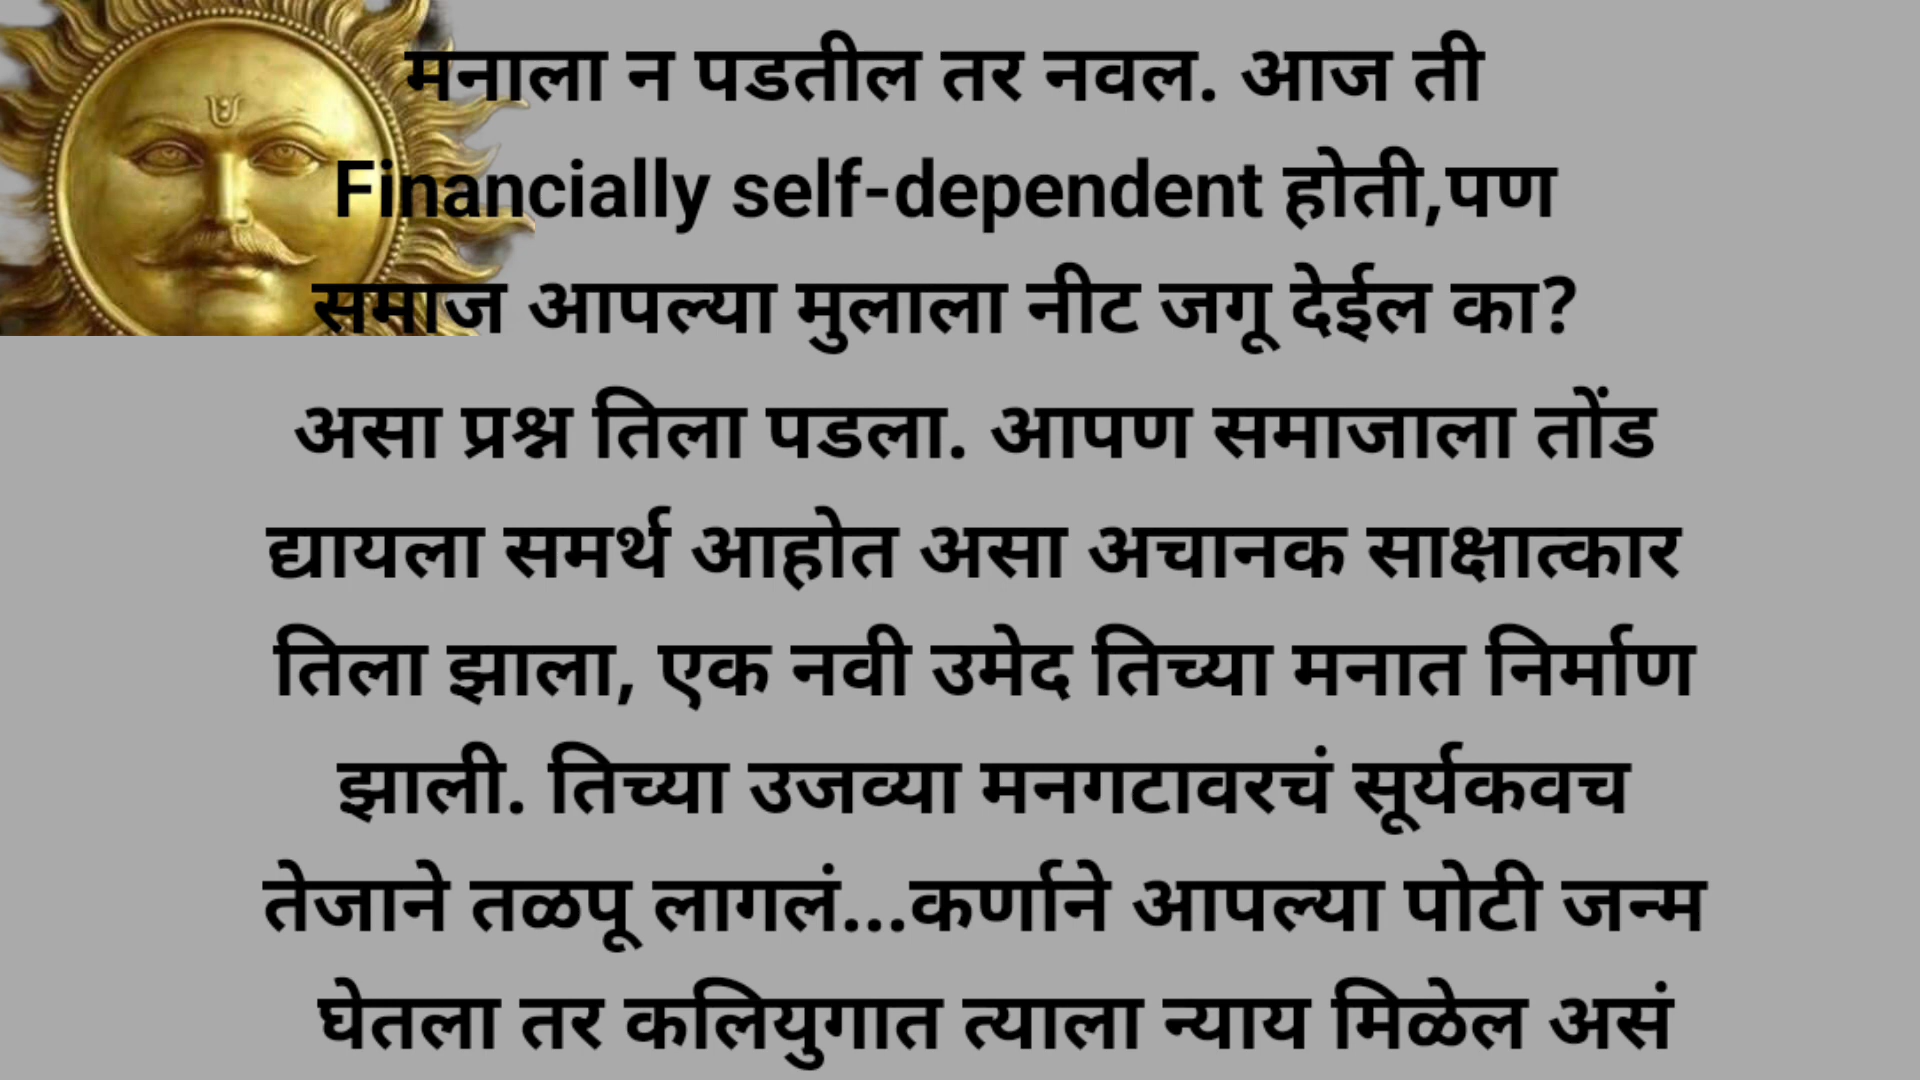 मनाला न पडतील तर नवल. आज ती
Financially self-dependent होती,पण
समाज आपल्या मुलाला नीट जगू देईल का?
असा प्रश्न तिला पडला. आपण समाजाला तोंड
द्यायला समर्थ आहोत असा अचानक साक्षात्कार
तिला झाला, एक नवी उमेद तिच्या मनात निर्माण
झाली. तिच्या उजव्या मनगटावरचं सूर्यकवच
तेजाने तळपू लागलं...कर्णाने आपल्या पोटी जन्म
घेतला तर कलियुगात त्याला न्याय मिळेल असं